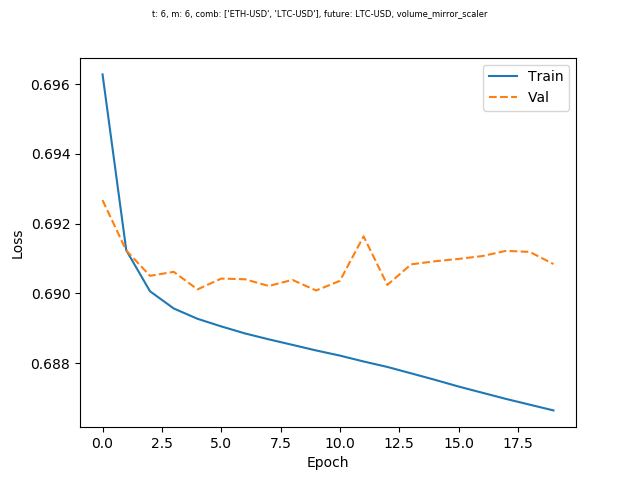 t: 6, m: 6, comb: ['ETH-USD', 'LTC-USD'], future: LTC-USD, volume_mirror_scaler
Train
Val
0.696
0.694
0.692
0.690
0.688
Loss
0.0
2.5
5.0
7.5
10.0
12.5
15.0
17.5
Epoch